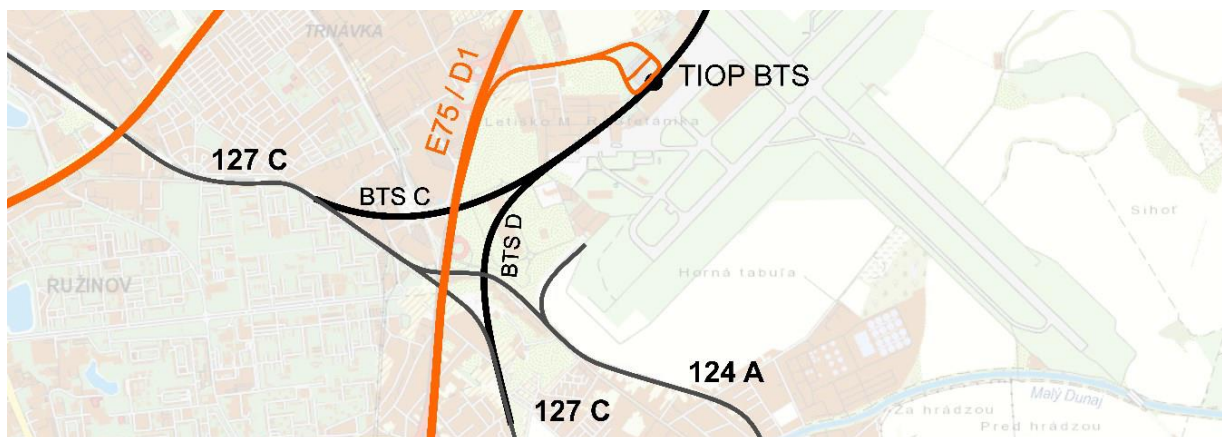 TRNÁVKA
E75 / D1
TIOP BTS
Letisko M. R. Štefánika
127 C
BTS C
BTS D
Sihoť
Horná tabuľa
RUŽINOV
124 A
Malý Dunaj
127 C
Za hrádzou
Pred hrádzou